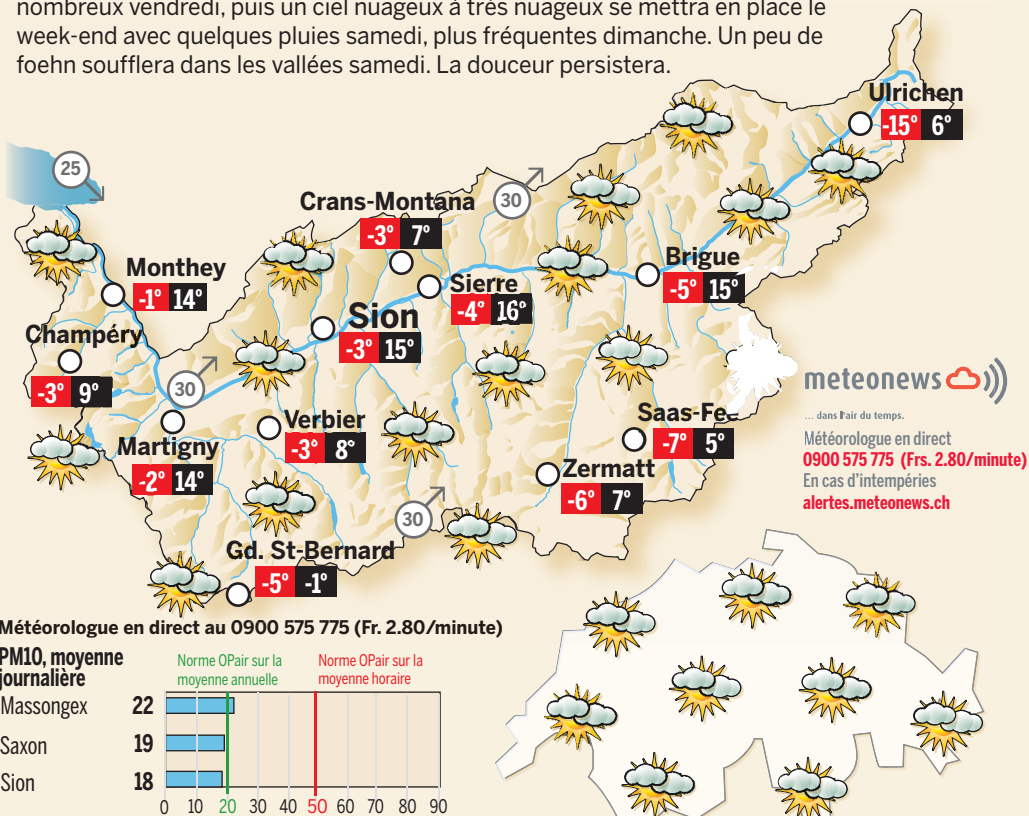 nombreux vendredi, puis un ciel nuageux à très nuageux se mettra en place le
week-end avec quelques pluies samedi, plus fréquentes dimanche. Un peu de
foehn soufflera dans les vallées samedi. La douceur persistera.
Ulrichen
-15° 6°
25
Crans-Montana
-3° 7°
30
Monthey
-1° 14°
Sierre
-4° 16°
Brigue
-5° 15°
Sion
-3° 15°
Champéry
-3° 9°
30
Martigny
-2° 14°
Verbier
-3° 8°
Saas-Fee
-7° 5°
Zermatt
-6° 7°
30
Gd. St-Bernard
-5° -1°
meteonews
... dans l'air du temps.
Météorologue en direct
0900 575 775 (Frs. 2.80/minute)
En cas d'intempéries
alertes.meteonews.ch
Météorologue en direct au 0900 575 775 (Fr. 2.80/minute)
PM10, moyenne
journalière
Norme OPair sur la
moyenne annuelle
Norme OPair sur la
moyenne horaire
Massongex 22
Saxon 19
Sion 18
0 10 20 30 40 50 60 70 80 90